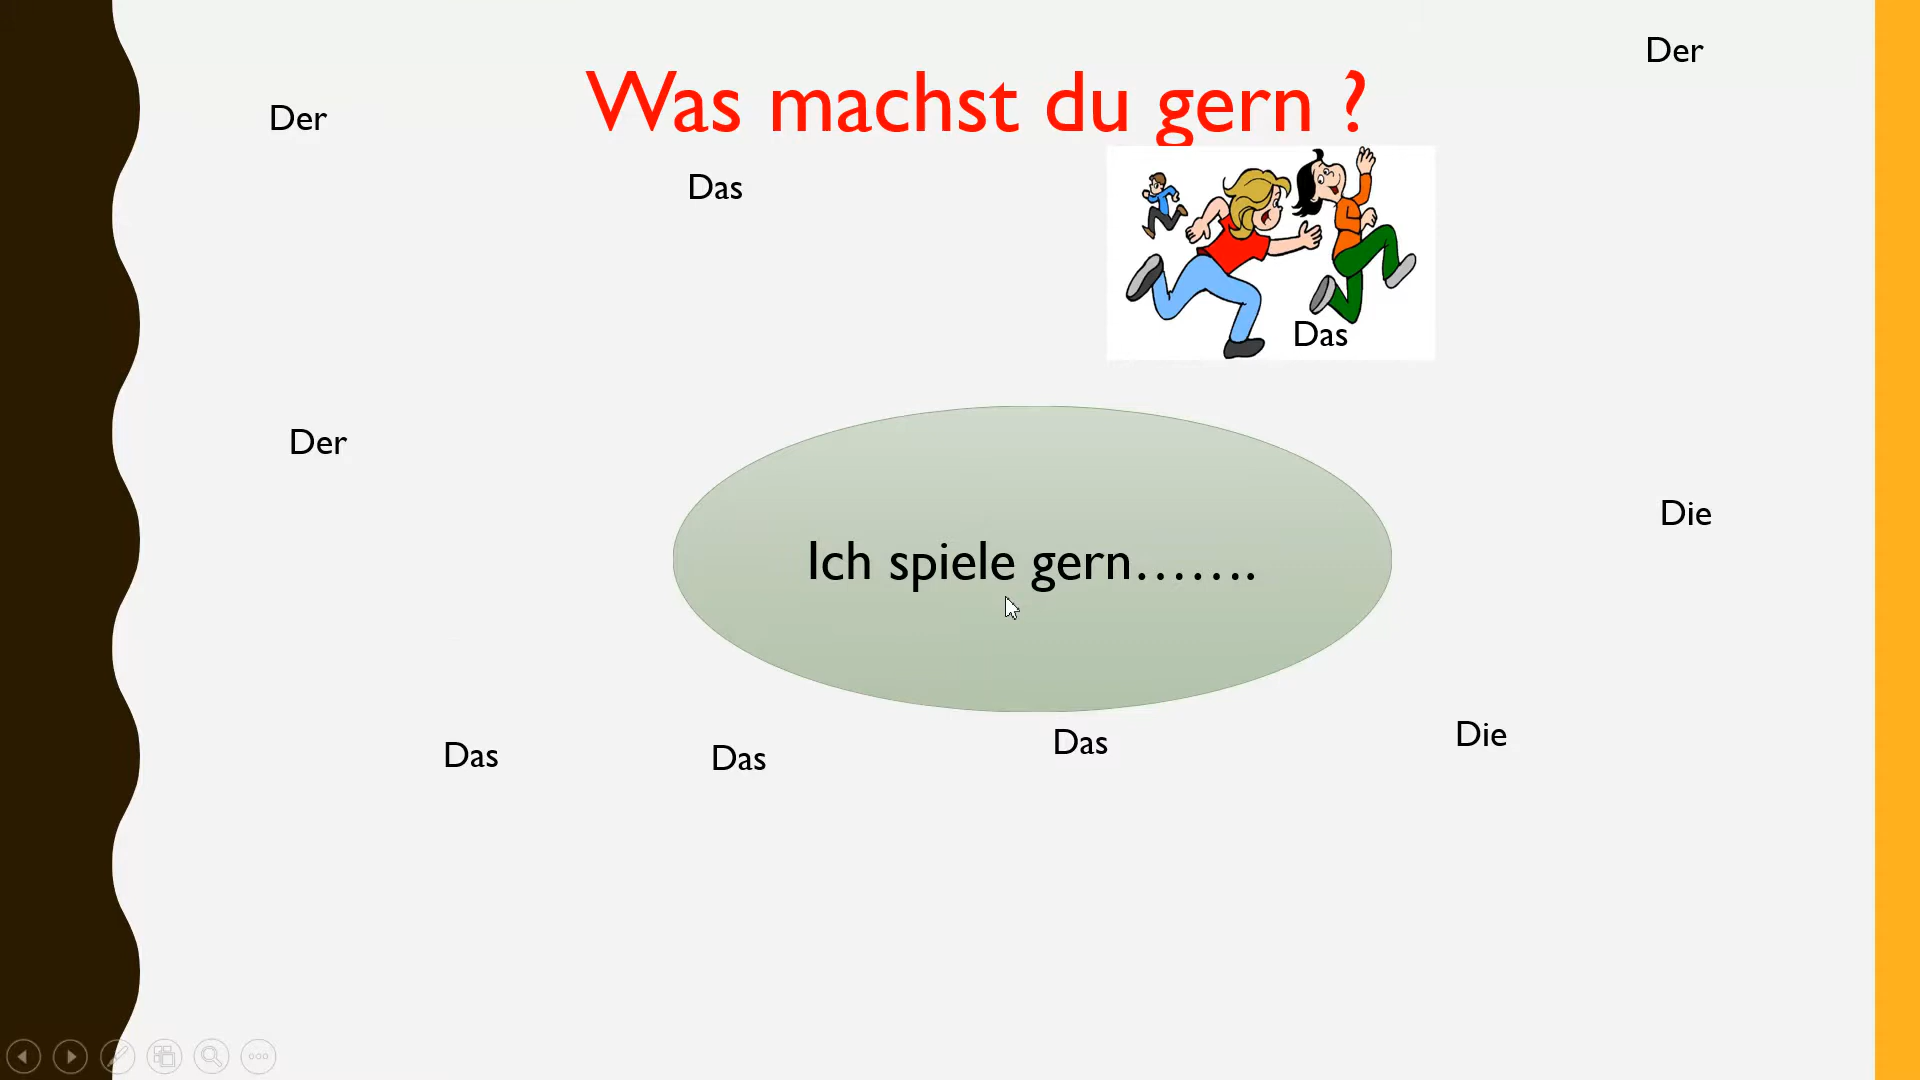 Der
Was machst du gern ?
Der
Das
Das
Der
Die
Ich spiele gern…….
Die
Das
Das
Das